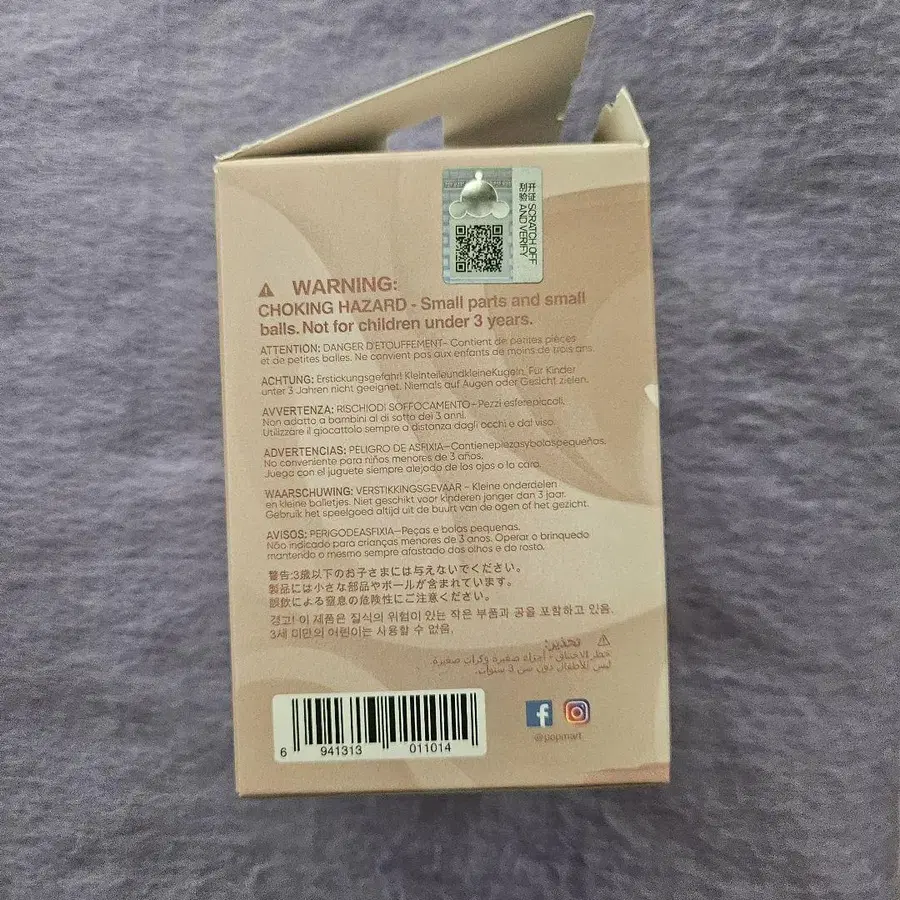 开证 SCRATCH OFF
刮验 AND VERIFY
WARNING:
CHOKING HAZARD - Small parts and small
balls. Not for children under 3 years.
ATTENTION: DANGER D'ETOUFFEMENT- Contient de petites pièces
et de petites balles. Ne convient pas aux enfants de moins de trois ans.
ACHTUNG: Erstickungsgefahr! KleinteileundkleineKugeln. Für Kinder
unter 3 Jahren nicht geeignet. Niemals auf Augen oder Gesicht zielen.
AVVERTENZA: RISCHIODI SOFFOCAMENTO-Pezzi esferepiccoli.
Non adatto a bambini al di sotto dei 3 anni.
Utilizzare il giocattolo sempre a distanza dagli occhi e dal viso.
ADVERTENCIAS: PELIGRO DE ASFIXIA-Contienepiezasybolaspequeñas.
No conveniente para niños menores de 3 años.
Juega con el juguete siempre alejado de los ojos o la cara.
WAARSCHUWING: VERSTIKKINGSGEVAAR - Kleine onderdelen
en kleine balletjes. Niet geschikt voor kinderen jonger dan 3 jaar.
Gebruik het speelgoed altijd uit de buurt van de ogen of het gezicht.
AVISOS: PERIGODEASFIXIA-Peças e bolas pequenas.
Não indicado para crianças menores de 3 anos. Operar o brinquedo
mantendo o mesmo sempre afastado dos olhos e do rosto.
警告:3歳以下のお子さまには与えないでください。
製品には小さな部品やボールが含まれています。
誤飲による窒息の危険性にご注意ください。
경고! 이 제품은 질식의 위험이 있는 작은 부품과 공을 포함하고 있음.
3세 미만의 어린이는 사용할 수 없음.
تحذير:
خطر الاختناق - أجزاء صغيرة وكرات صغيرة.
ليس للأطفال دون سن 3 سنوات.
6 941313 011014
@popmart